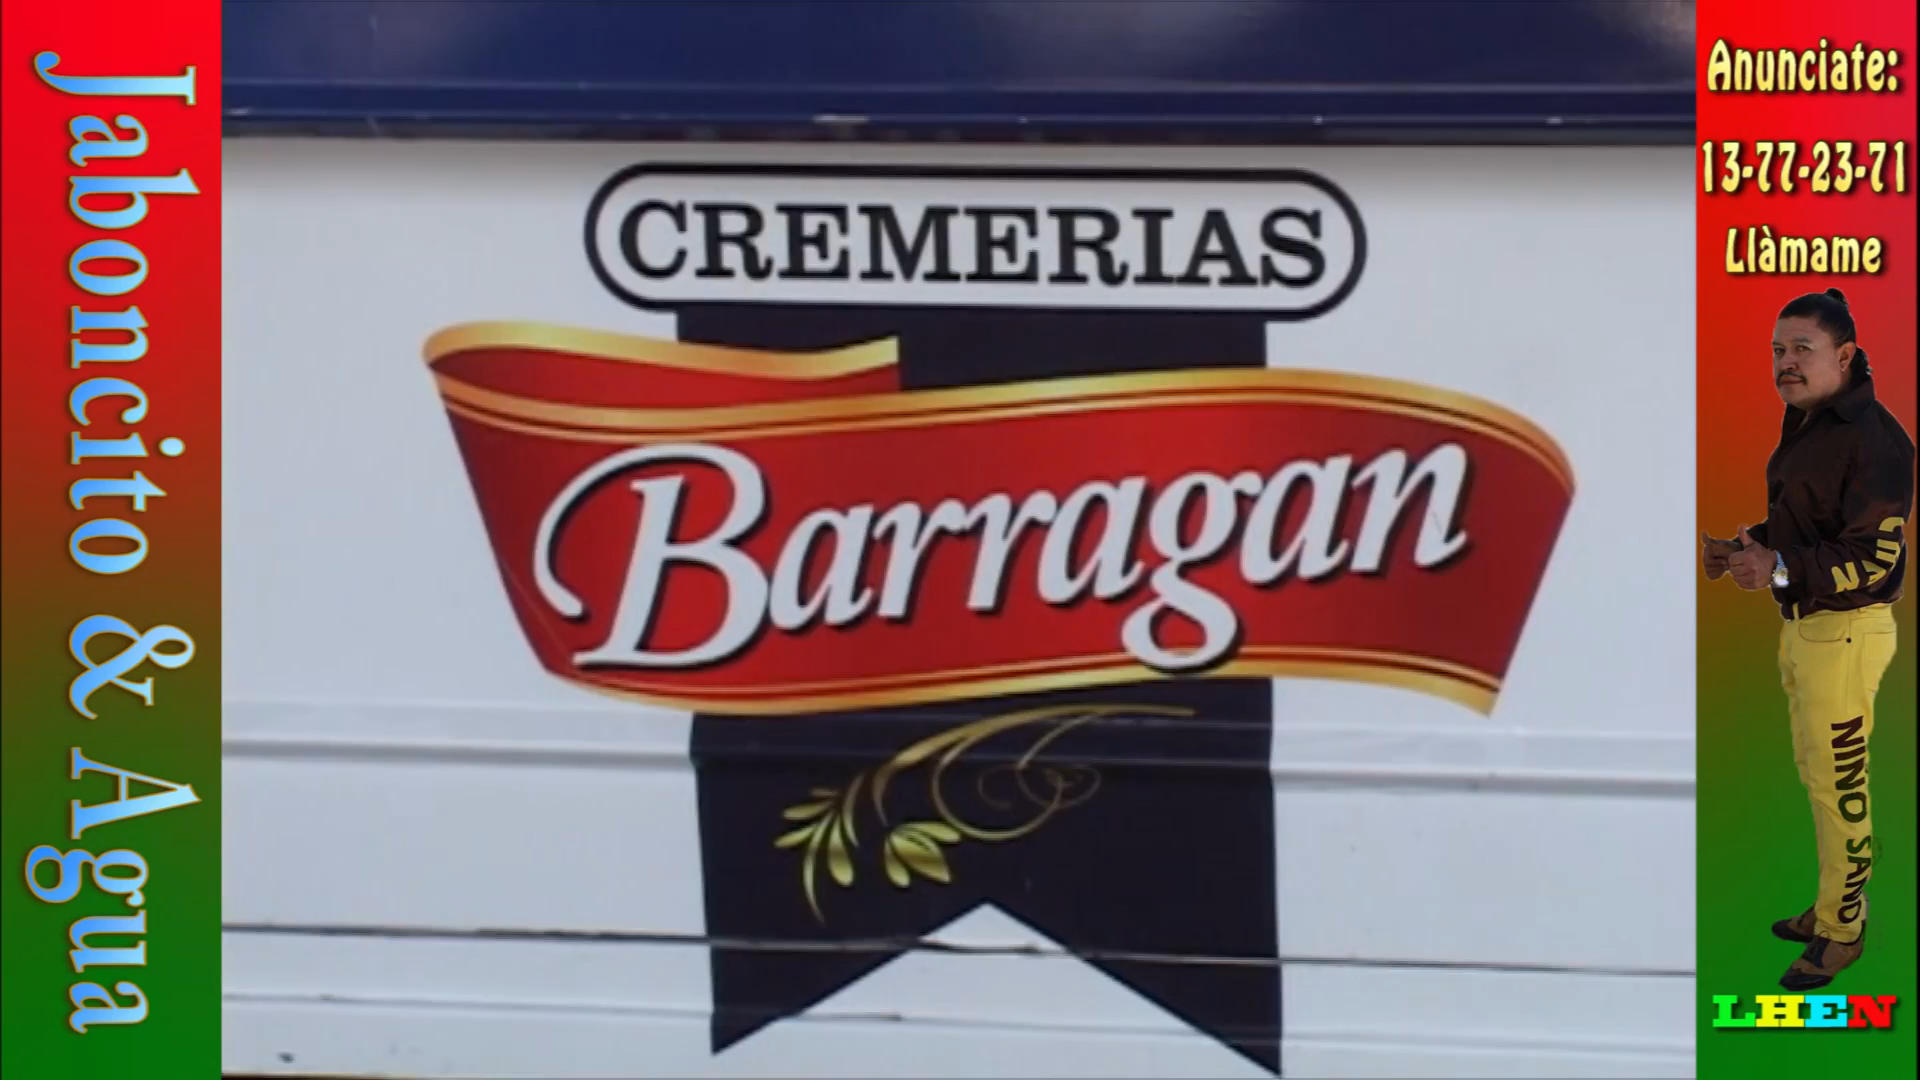 Jaboncito & Agua
CREMERIAS
Barragan
Anunciate:
13-77-23-71
Llàmame
NIÑO SAND
LHEN